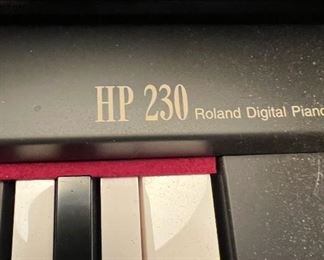 HP 230 Roland Digital Piano